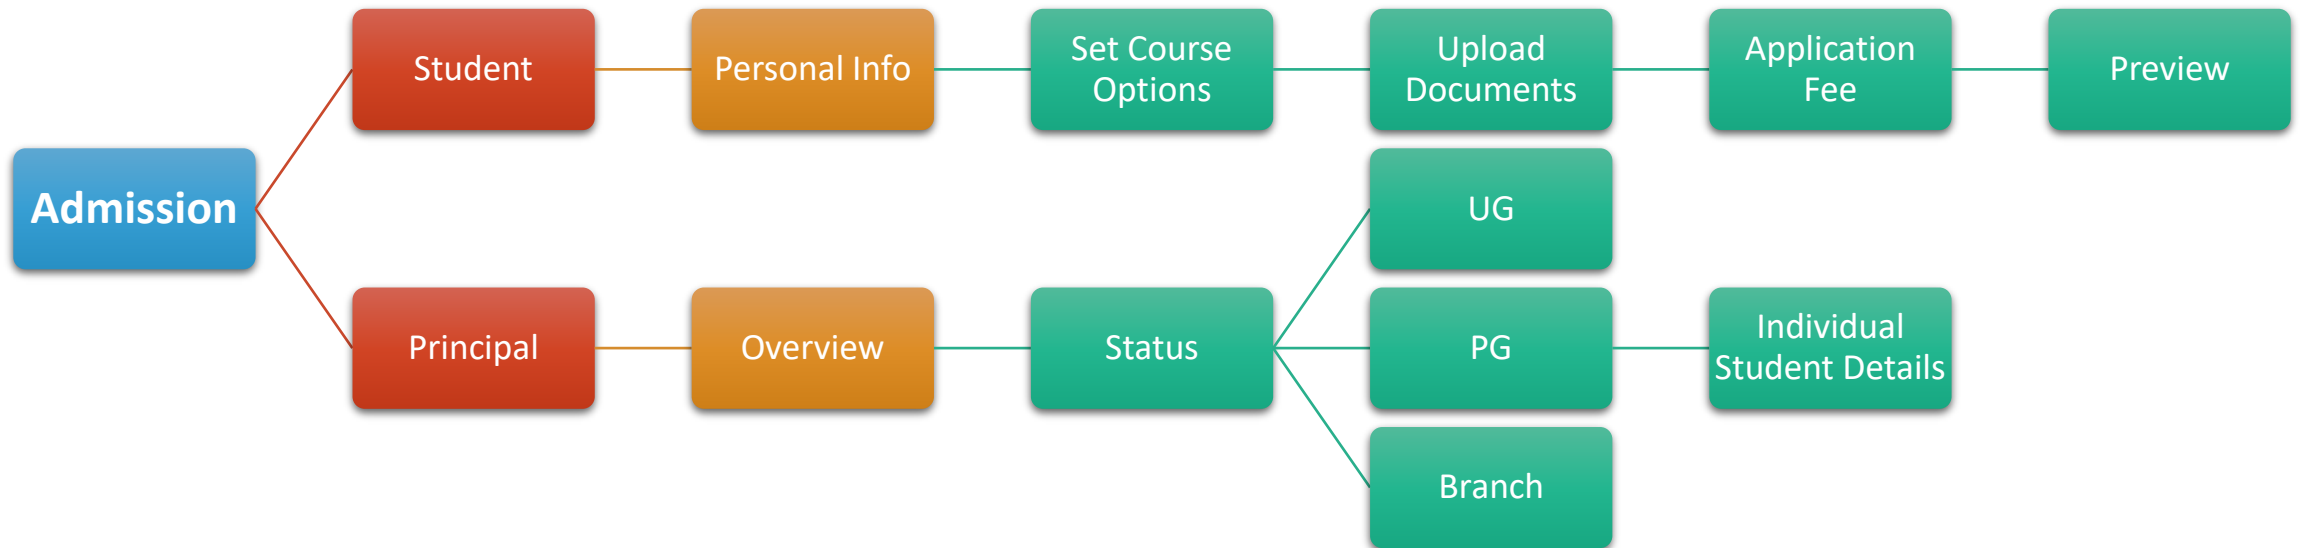 Student
Personal Info
Set Course
Options
Upload
Documents
Application
Fee
Preview
Admission
UG
Principal
Overview
Status
PG
Individual
Student Details
Branch